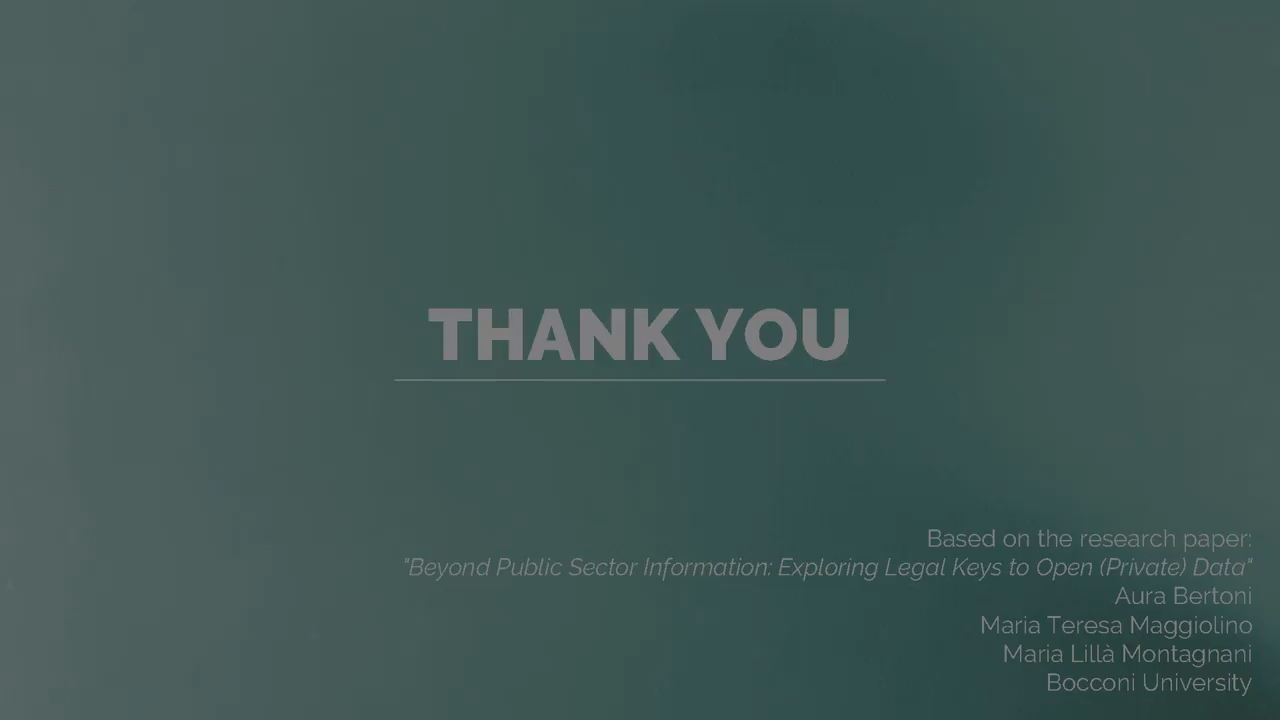 THANK YOU
Based on the research paper:
"Beyond Public Sector Information: Exploring Legal Keys to Open (Private) Data"
Aura Bertoni
Maria Teresa Maggiolino
Maria Lillà Montagnani
Bocconi University